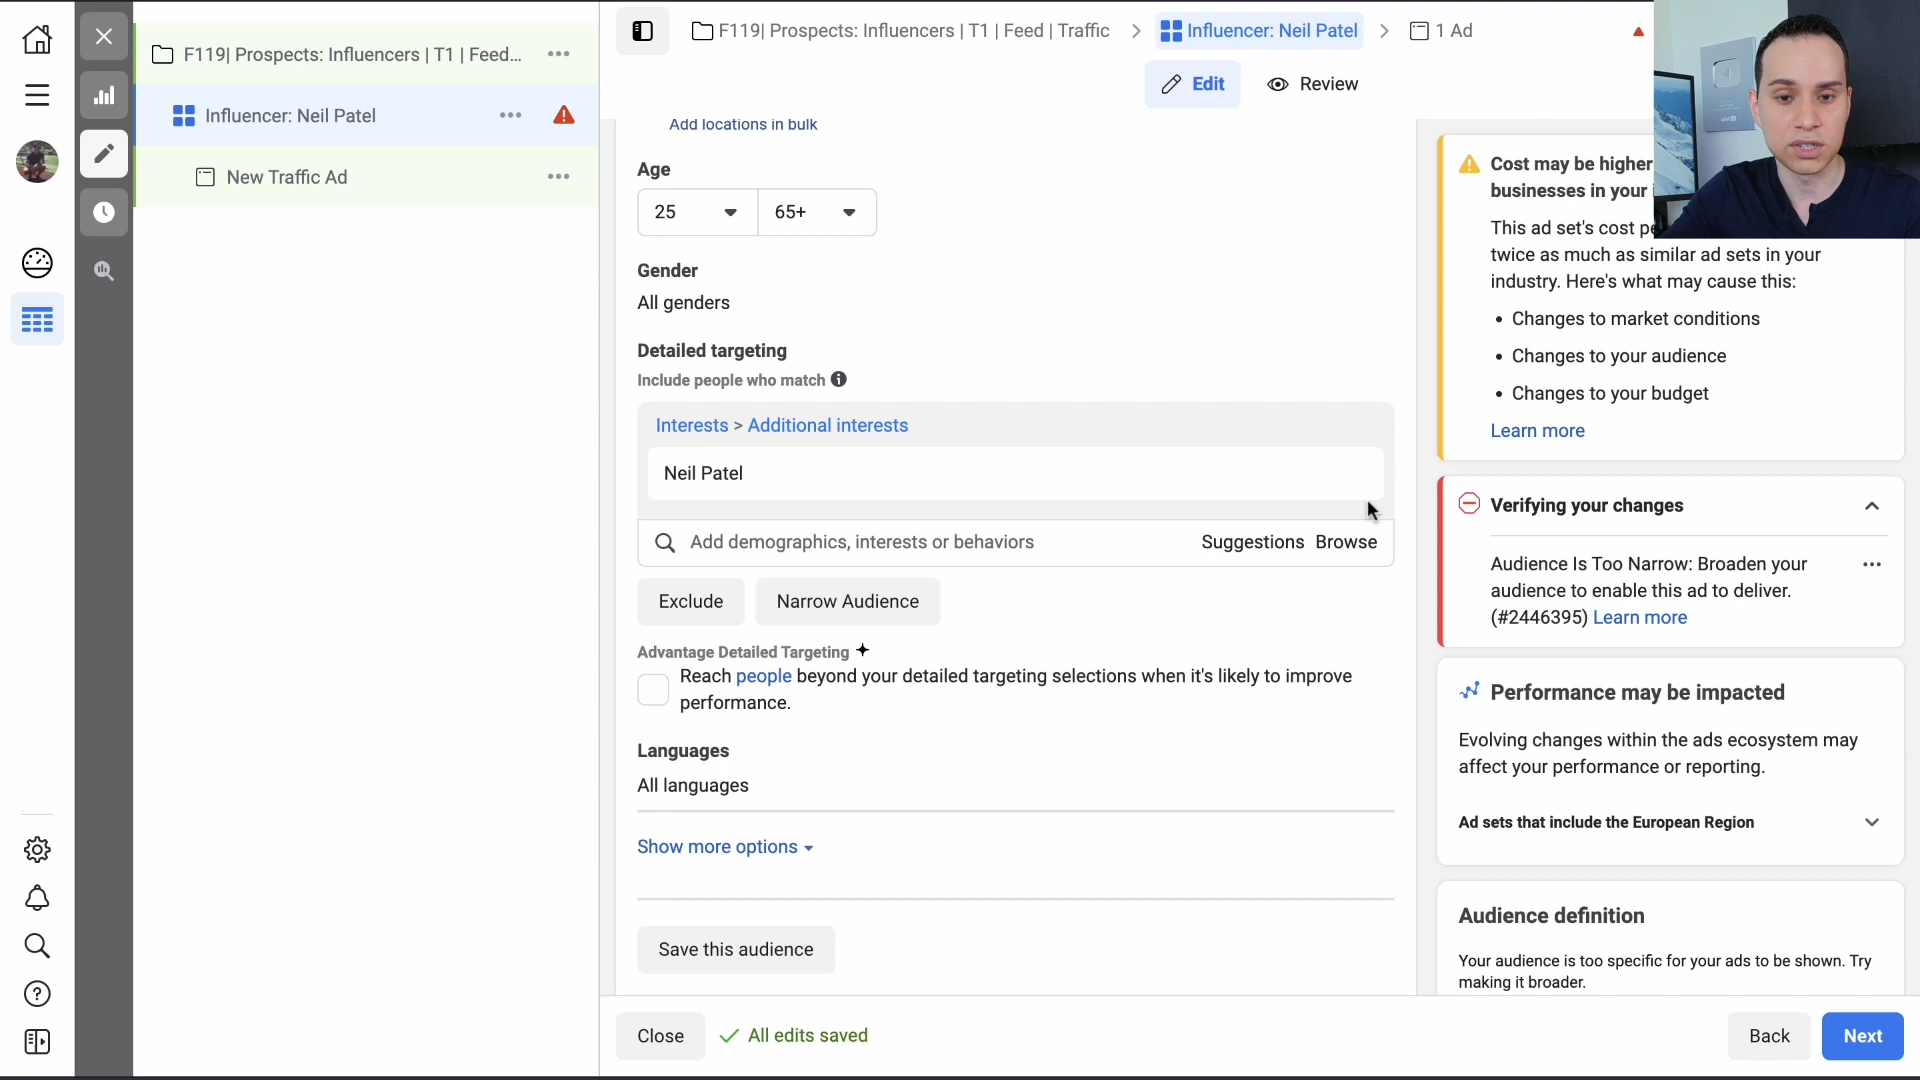 F119| Prospects: Influencers | T1 | Feed...
Influencer: Neil Patel
New Traffic Ad
F119| Prospects: Influencers | T1 | Feed | Traffic
Influencer: Neil Patel
1 Ad
Edit
Review
Add locations in bulk
Age
25
65+
Gender
All genders
Detailed targeting
Include people who match
Interests > Additional interests
Neil Patel
Add demographics, interests or behaviors
Suggestions
Browse
Exclude
Narrow Audience
Advantage Detailed Targeting
Reach people beyond your detailed targeting selections when it's likely to improve
performance.
Languages
All languages
Show more options
Save this audience
Close
All edits saved
Back
Next
Cost may be higher
businesses in your
This ad set's cost
twice as much as similar ad sets in your
industry. Here's what may cause this:
• Changes to market conditions
• Changes to your audience
• Changes to your budget
Learn more
Verifying your changes
Audience Is Too Narrow: Broaden your
audience to enable this ad to deliver.
(#2446395) Learn more
Performance may be impacted
Evolving changes within the ads ecosystem may
affect your performance or reporting.
Ad sets that include the European Region
Audience definition
Your audience is too specific for your ads to be shown. Try
making it broader.